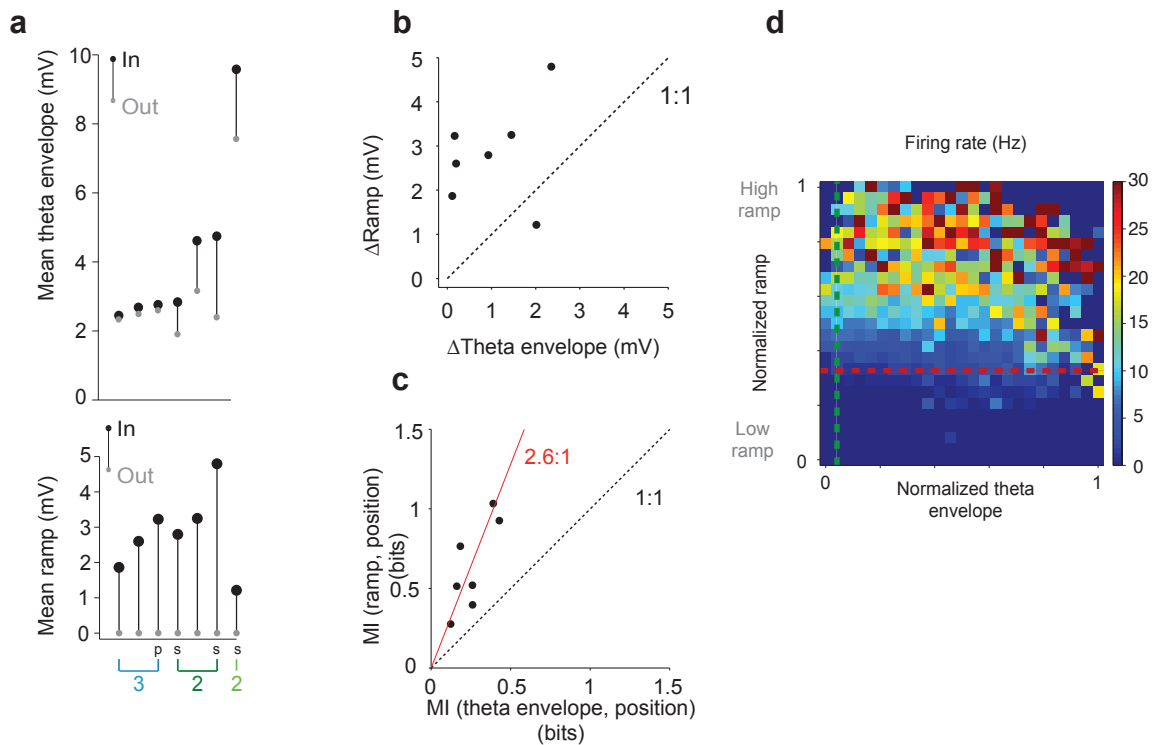 a
Mean theta envelope (mV)
10
8
6
4
2
0
In
Out
Mean ramp (mV)
5
4
3
2
1
0
In
Out
p s s s
3 2 2
b
ΔRamp (mV)
5
4
3
2
1
0
0 1 2 3 4 5
1:1
ΔTheta envelope (mV)
c
MI (ramp, position)
(bits)
1.5
1
0.5
0
0 0.5 1 1.5
2.6:1
1:1
MI (theta envelope, position)
(bits)
d
Firing rate (Hz)
High
ramp
Normalized ramp
Low
ramp
1
0
0 1
Normalized theta
envelope
30
25
20
15
10
5
0